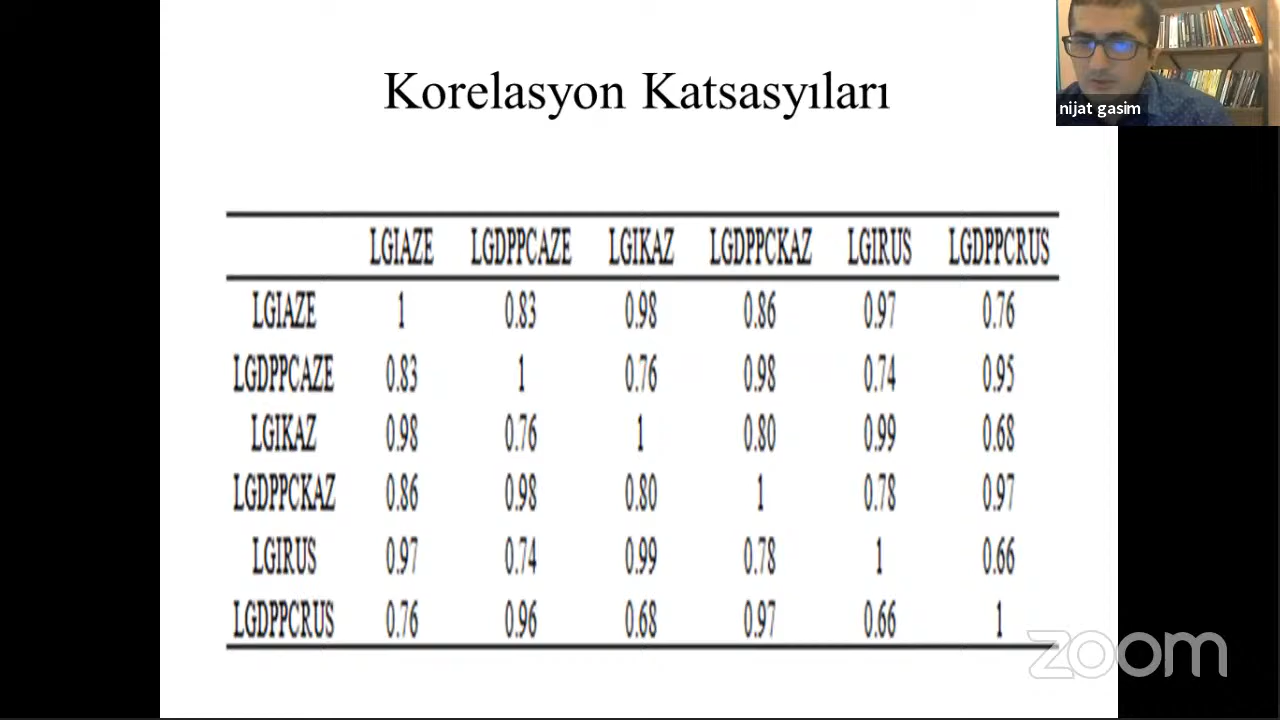 Korelasyon Katsasyıları
nijat gasim
LGIAZE LGDPPCAZE LGIKAZ LGDPPCKAZ LGIRUS LGDPPCRUS
LGIAZE 1 0.83 0.98 0.86 0.97 0.76
LGDPPCAZE 0.83 1 0.76 0.98 0.74 0.95
LGIKAZ 0.98 0.76 1 0.80 0.99 0.68
LGDPPCKAZ 0.86 0.98 0.80 1 0.78 0.97
LGIRUS 0.97 0.74 0.99 0.78 1 0.66
LGDPPCRUS 0.76 0.96 0.68 0.97 0.66 1
zoom